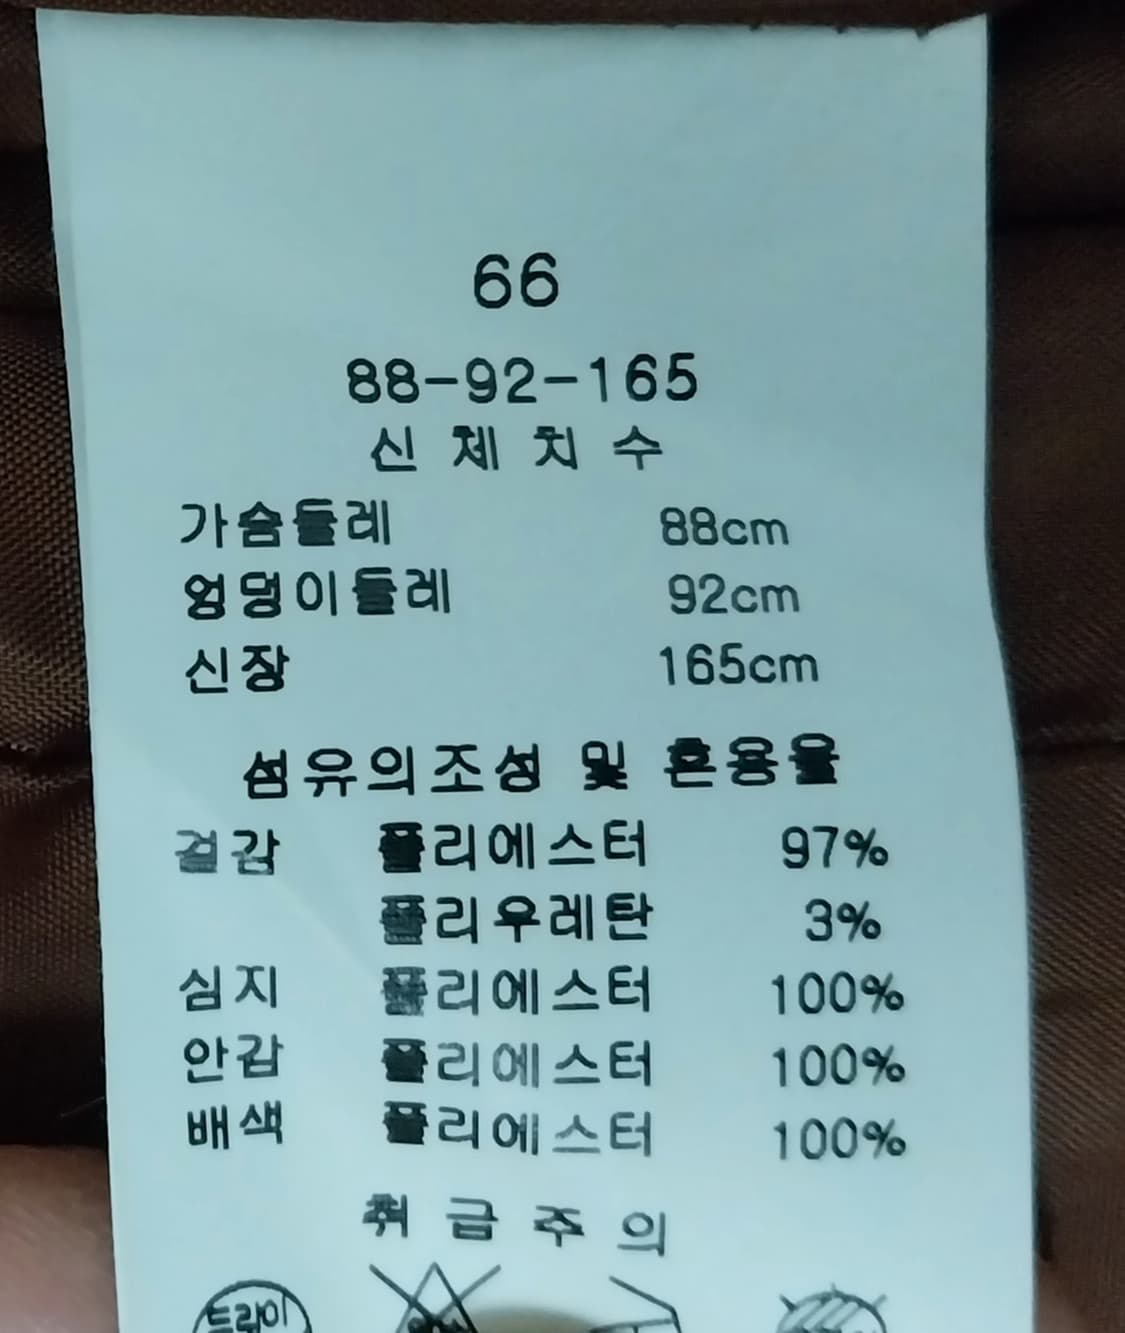 66
88-92-165
신체치수
가슴둘레 88cm
엉덩이둘레 92cm
신장 165cm
섬유의조성 및 혼용율
겉감 폴리에스터 97%
폴리우레탄 3%
심지 폴리에스터 100%
안감 폴리에스터 100%
배색 폴리에스터 100%
취급주의
드라이